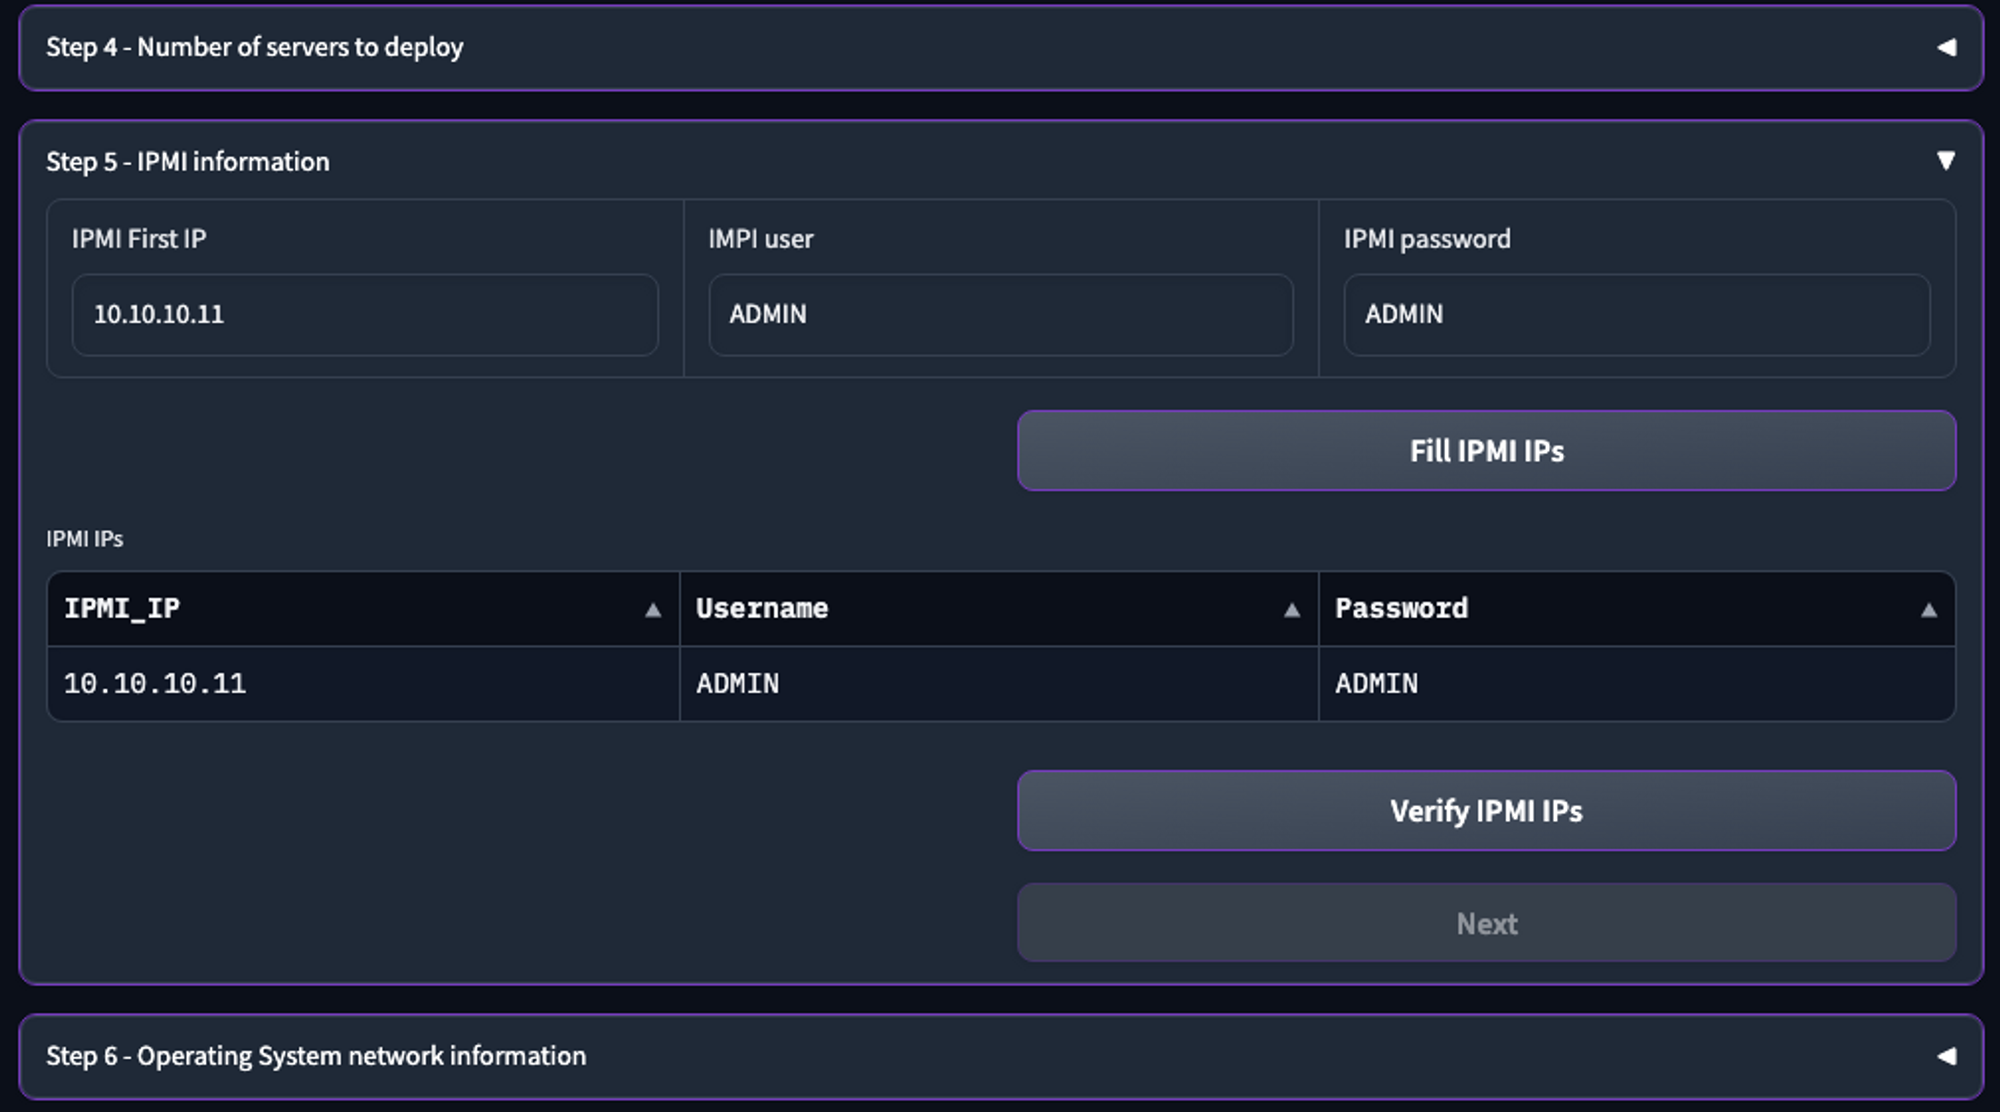 Step 4 - Number of servers to deploy
Step 5 - IPMI information
IPMI First IP IMPI user IPMI password
10.10.10.11 ADMIN ADMIN
Fill IPMI IPs
IPMI IPs
IPMI_IP Username Password
10.10.10.11 ADMIN ADMIN
Verify IPMI IPs
Next
Step 6 - Operating System network information